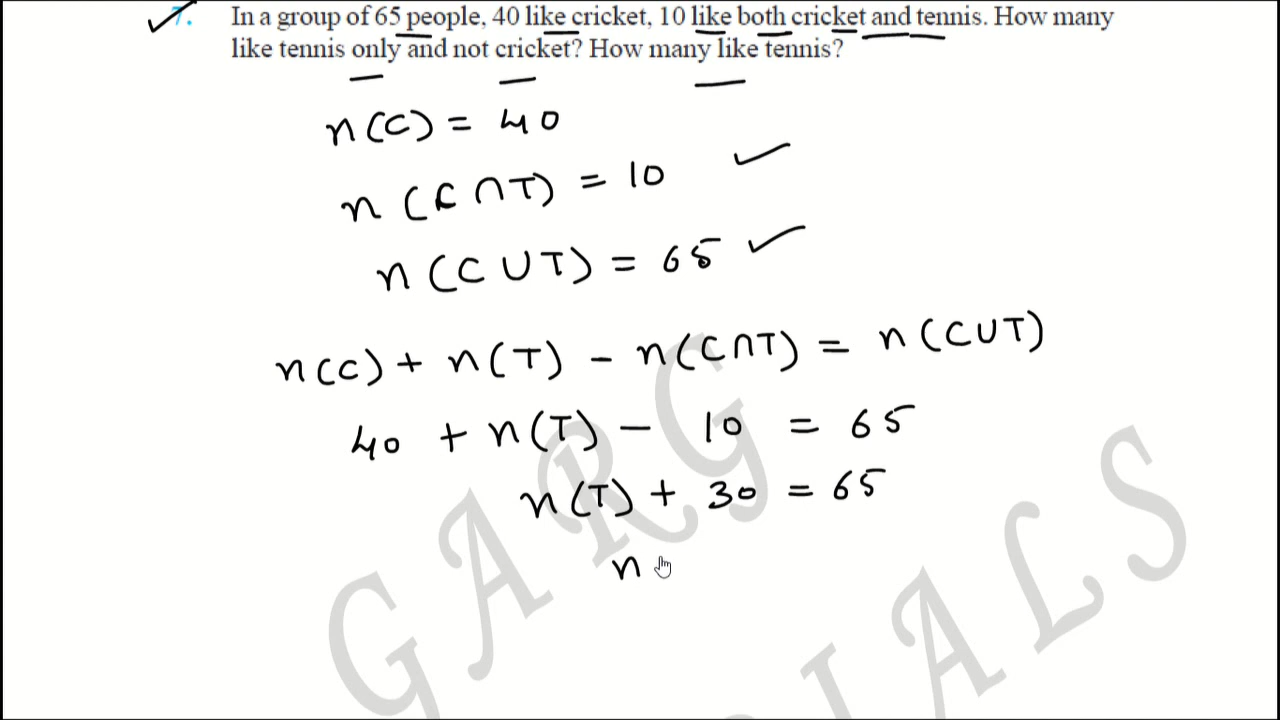 7. In a group of 65 people, 40 like cricket, 10 like both cricket and tennis. How many
like tennis only and not cricket? How many like tennis?
n(C) = 40
n(C∩T) = 10
n(C∪T) = 65
n(C) + n(T) - n(C∩T) = n(C∪T)
40 + n(T) - 10 = 65
n(T) + 30 = 65
n
GARG
IALS